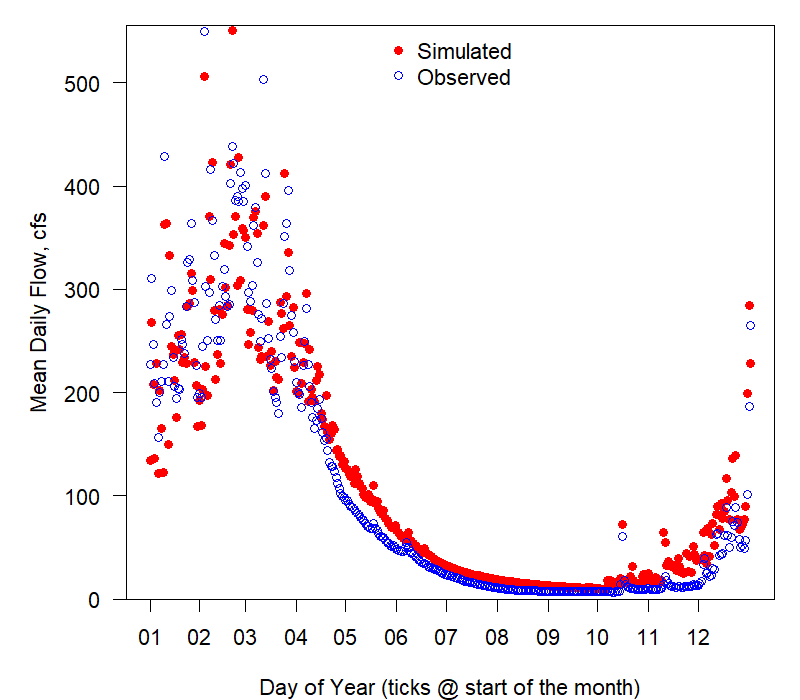 Simulated
Observed
500
400
300
200
100
0
Mean Daily Flow, cfs
01 02 03 04 05 06 07 08 09 10 11 12
Day of Year (ticks @ start of the month)